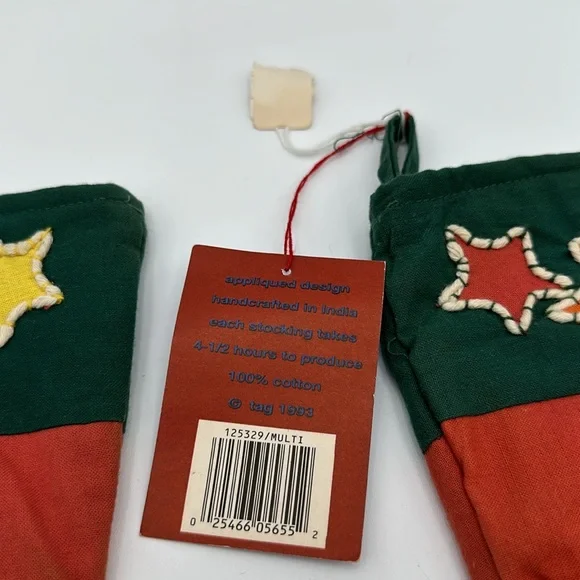 appliqued design
handcrafted in India
each stocking takes
4-1/2 hours to produce
100% cotton
© tag 1993
125329/MULTI
0 25466 05655 2